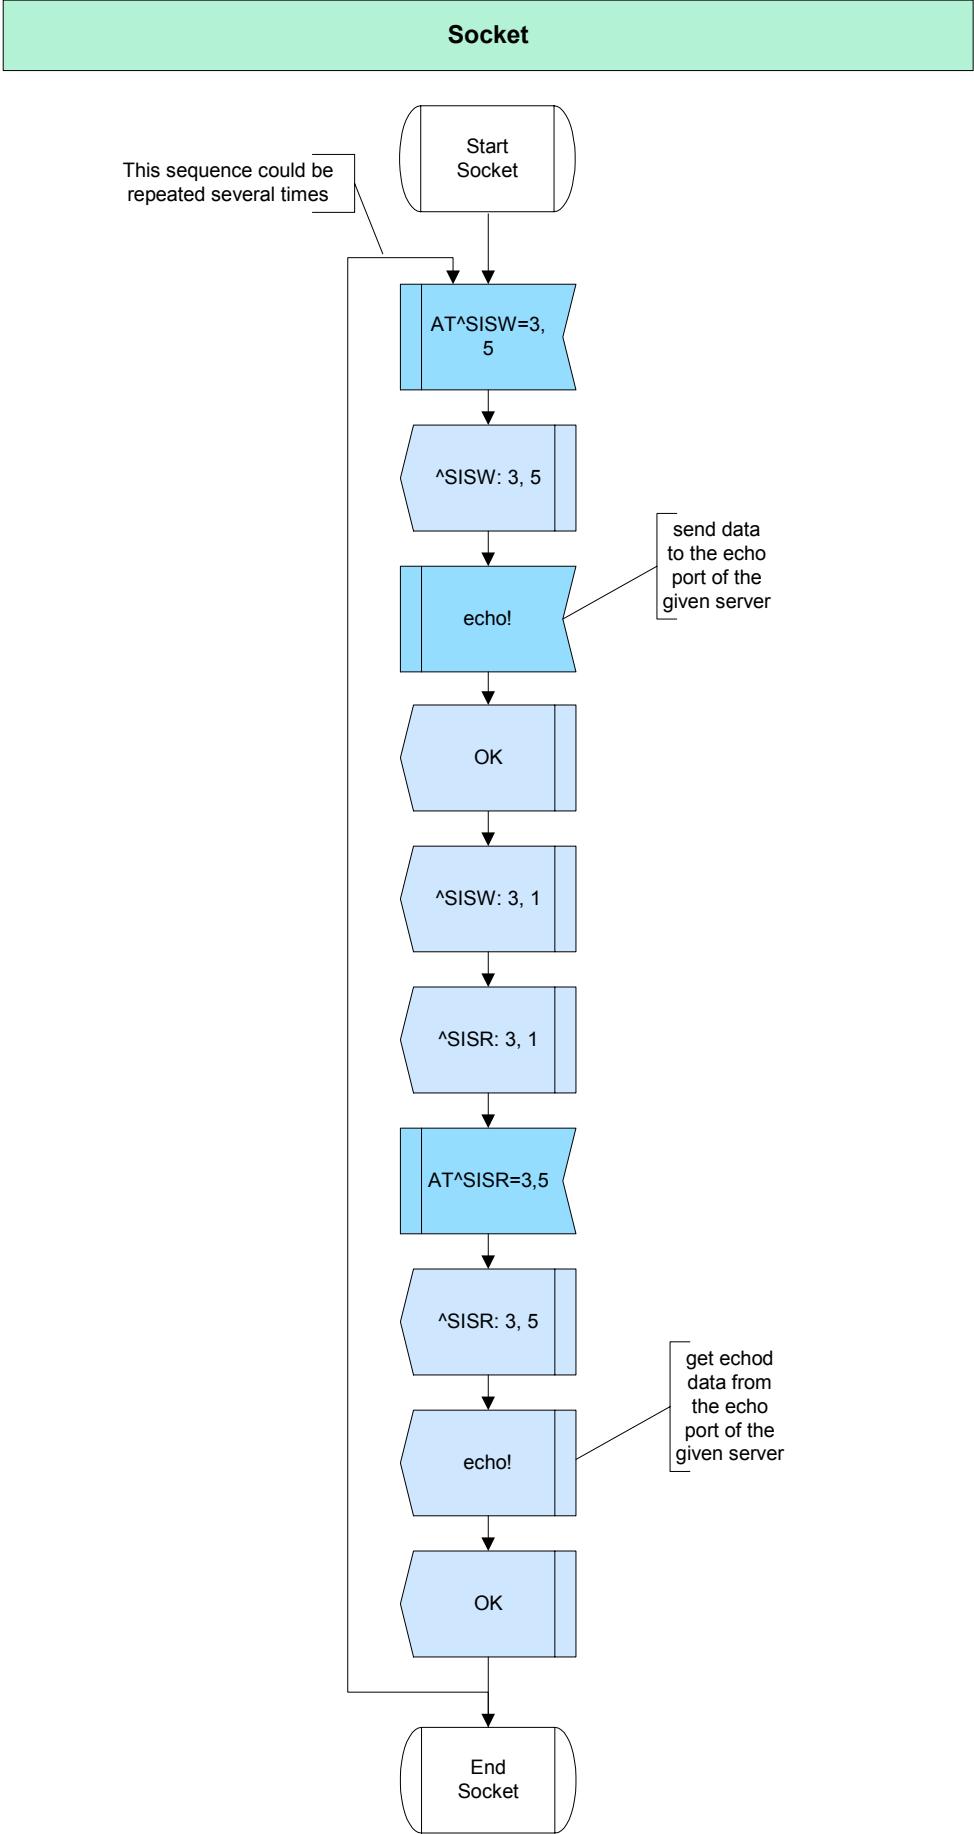 Socket
Start
Socket
This sequence could be
repeated several times
AT^SISW=3,
5
^SISW: 3, 5
send data
to the echo
port of the
given server
echo!
OK
^SISW: 3, 1
^SISR: 3, 1
AT^SISR=3,5
^SISR: 3, 5
get echod
data from
the echo
port of the
given server
echo!
OK
End
Socket